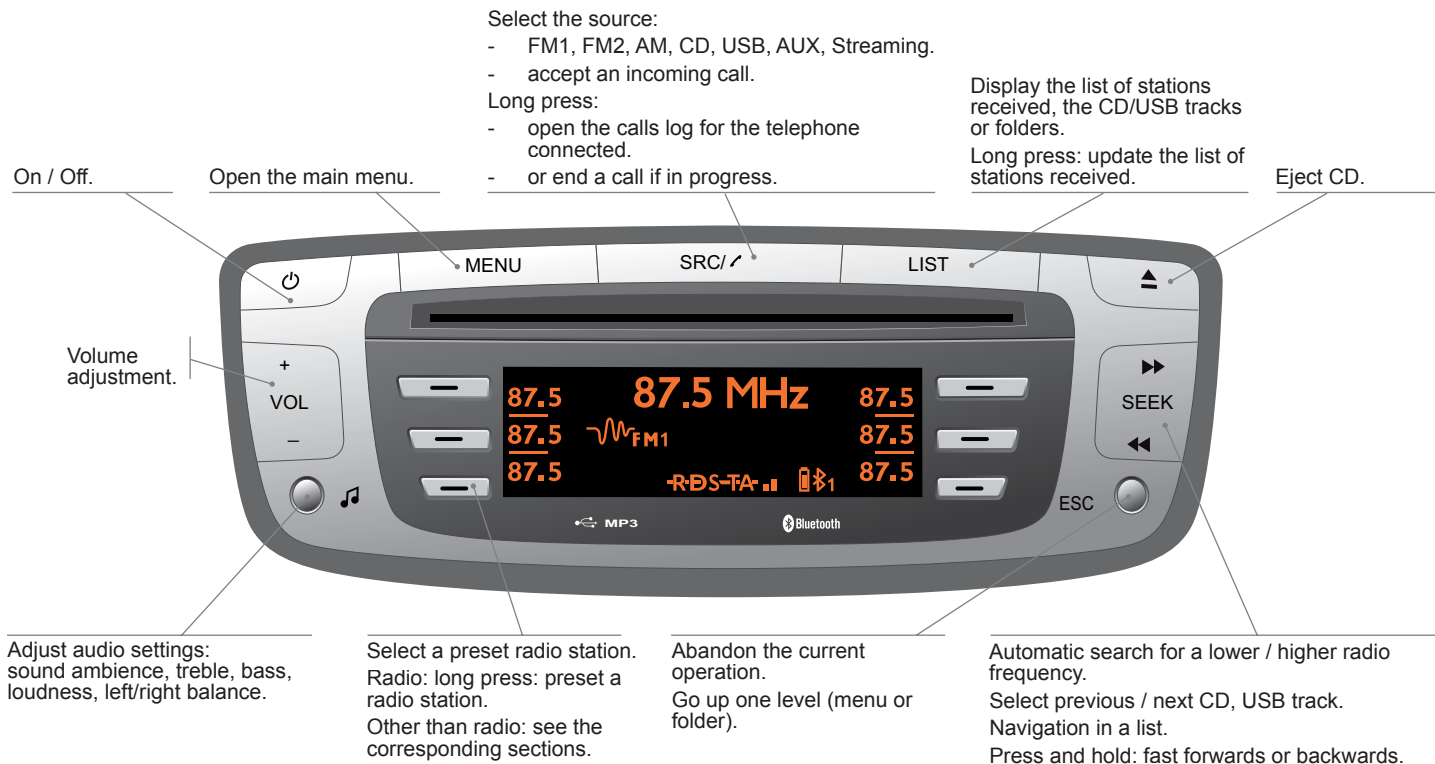 Select the source:
- FM1, FM2, AM, CD, USB, AUX, Streaming.
- accept an incoming call.
Long press:
- open the calls log for the telephone
connected.
- or end a call if in progress.
Display the list of stations
received, the CD/USB tracks
or folders.
Long press: update the list of
stations received.
On / Off.
Open the main menu.
Eject CD.
MENU
SRC/
LIST
Volume
adjustment.
+
VOL
–
87.5
87.5
87.5
87.5 MHz
FM1
RDS-TA
1
87.5
87.5
87.5
SEEK
ESC
MP3
Bluetooth
Adjust audio settings:
sound ambience, treble, bass,
loudness, left/right balance.
Select a preset radio station.
Radio: long press: preset a
radio station.
Other than radio: see the
corresponding sections.
Abandon the current
operation.
Go up one level (menu or
folder).
Automatic search for a lower / higher radio
frequency.
Select previous / next CD, USB track.
Navigation in a list.
Press and hold: fast forwards or backwards.